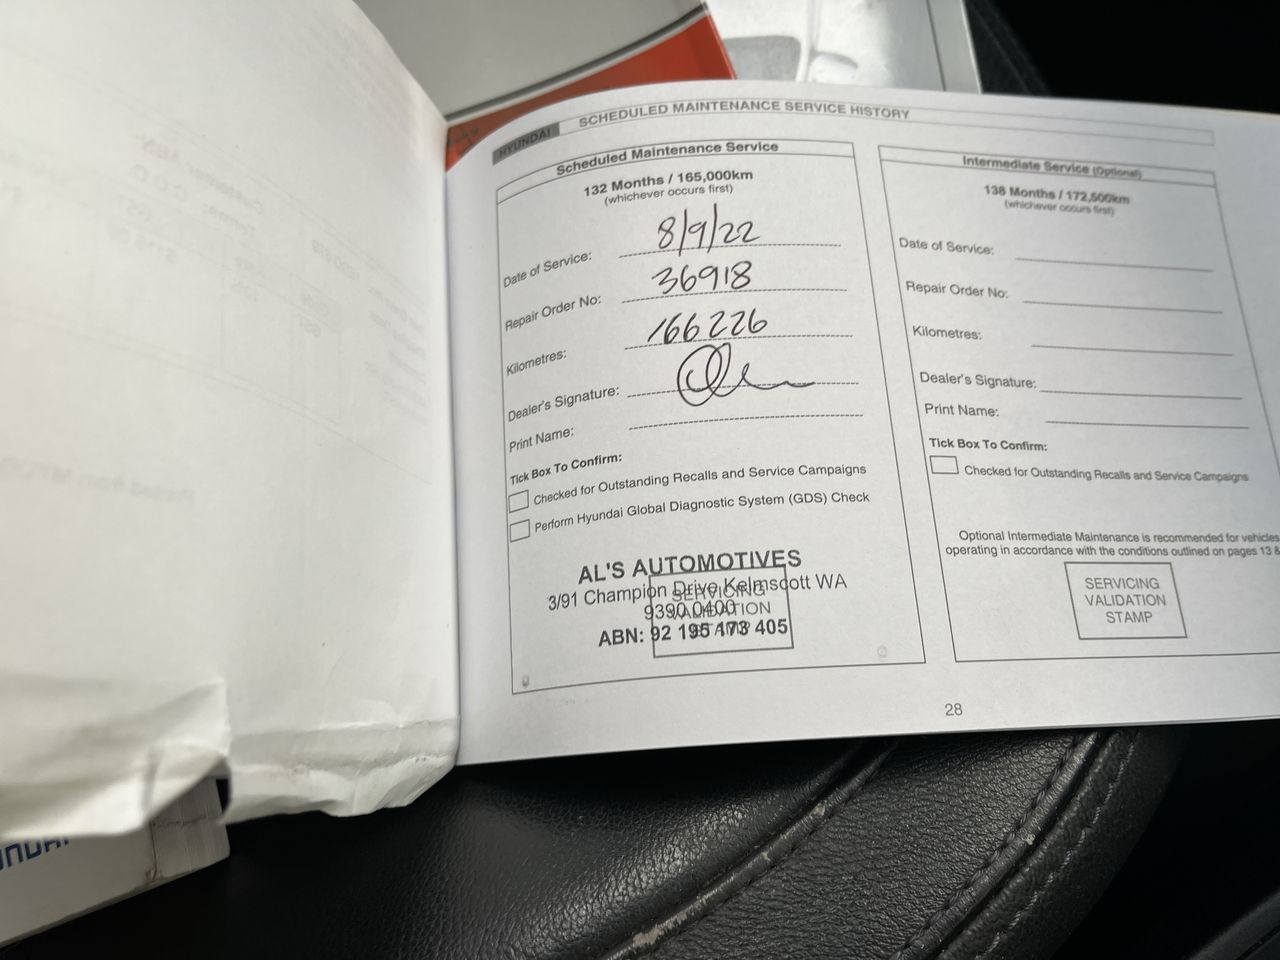 HYUNDAI
SCHEDULED MAINTENANCE SERVICE HISTORY
Scheduled Maintenance Service
132 Months / 165,000km
(whichever occurs first)
Date of Service: 8/9/22
Repair Order No: 36918
Kilometres: 166226
Dealer's Signature:
Print Name:
Tick Box To Confirm:
Checked for Outstanding Recalls and Service Campaigns
Perform Hyundai Global Diagnostic System (GDS) Check
AL'S AUTOMOTIVES
3/91 Champion Drive Kelmscott WA
9390 0400
ABN: 92 195 173 405
SERVICING
VALIDATION
STAMP
Intermediate Service (Optional)
138 Months / 172,500km
(whichever occurs first)
Date of Service:
Repair Order No:
Kilometres:
Dealer's Signature:
Print Name:
Tick Box To Confirm:
Checked for Outstanding Recalls and Service Campaigns
Optional Intermediate Maintenance is recommended for vehicles
operating in accordance with the conditions outlined on pages 13 &
SERVICING
VALIDATION
STAMP
28